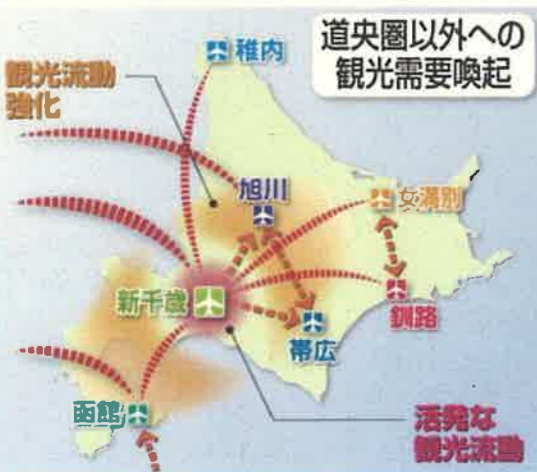 道央圏以外への
観光需要喚起
稚内
観光流動
強化
旭川
女満別
新千歳
釧路
帯広
函館
活発な
観光流動